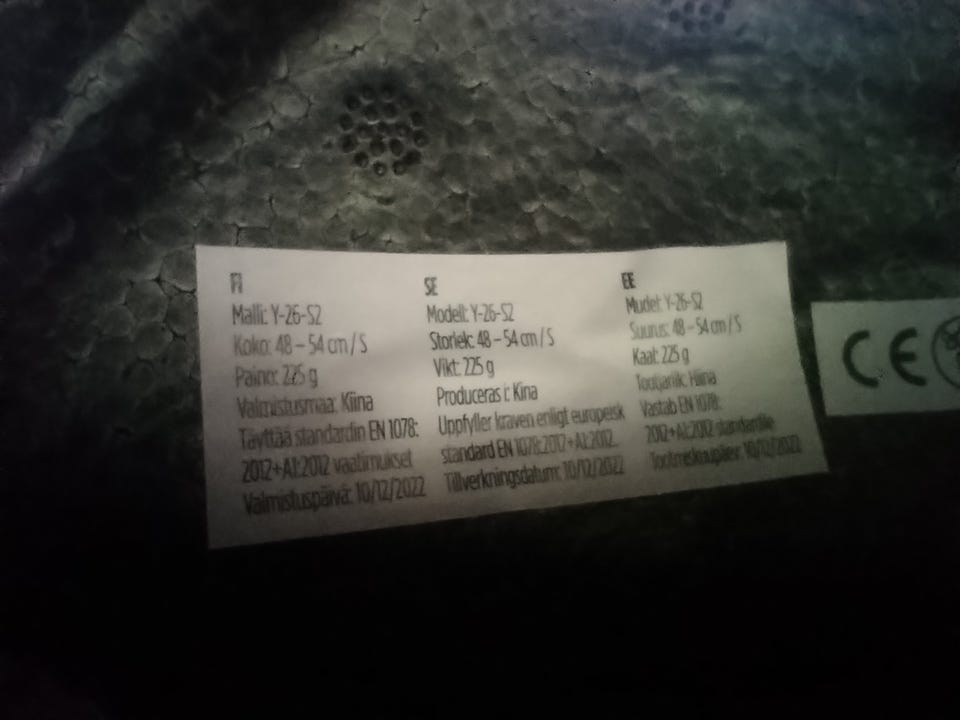 FI
Malli: Y-26-S2
Koko: 48 – 54 cm / S
Paino: 225 g
Valmistusmaa: Kiina
Täyttää standardin EN 1078:
2012+A1:2012 vaatimukset
Valmistuspäivä: 10/12/2022
SE
Modell: Y-26-S2
Storlek: 48 – 54 cm / S
Vikt: 225 g
Produceras i: Kina
Uppfyller kraven enligt europeisk
standard EN 1078:2012+A1:2012.
Tillverkningsdatum: 10/12/2022
EE
Mudel: Y-26-S2
Suurus: 48 – 54 cm / S
Kaal: 225 g
Tootjariik: Hiina
Vastab EN 1078:
2012+A1:2012 standardile
Tootmiskuupäev: 10/12/2022
CE